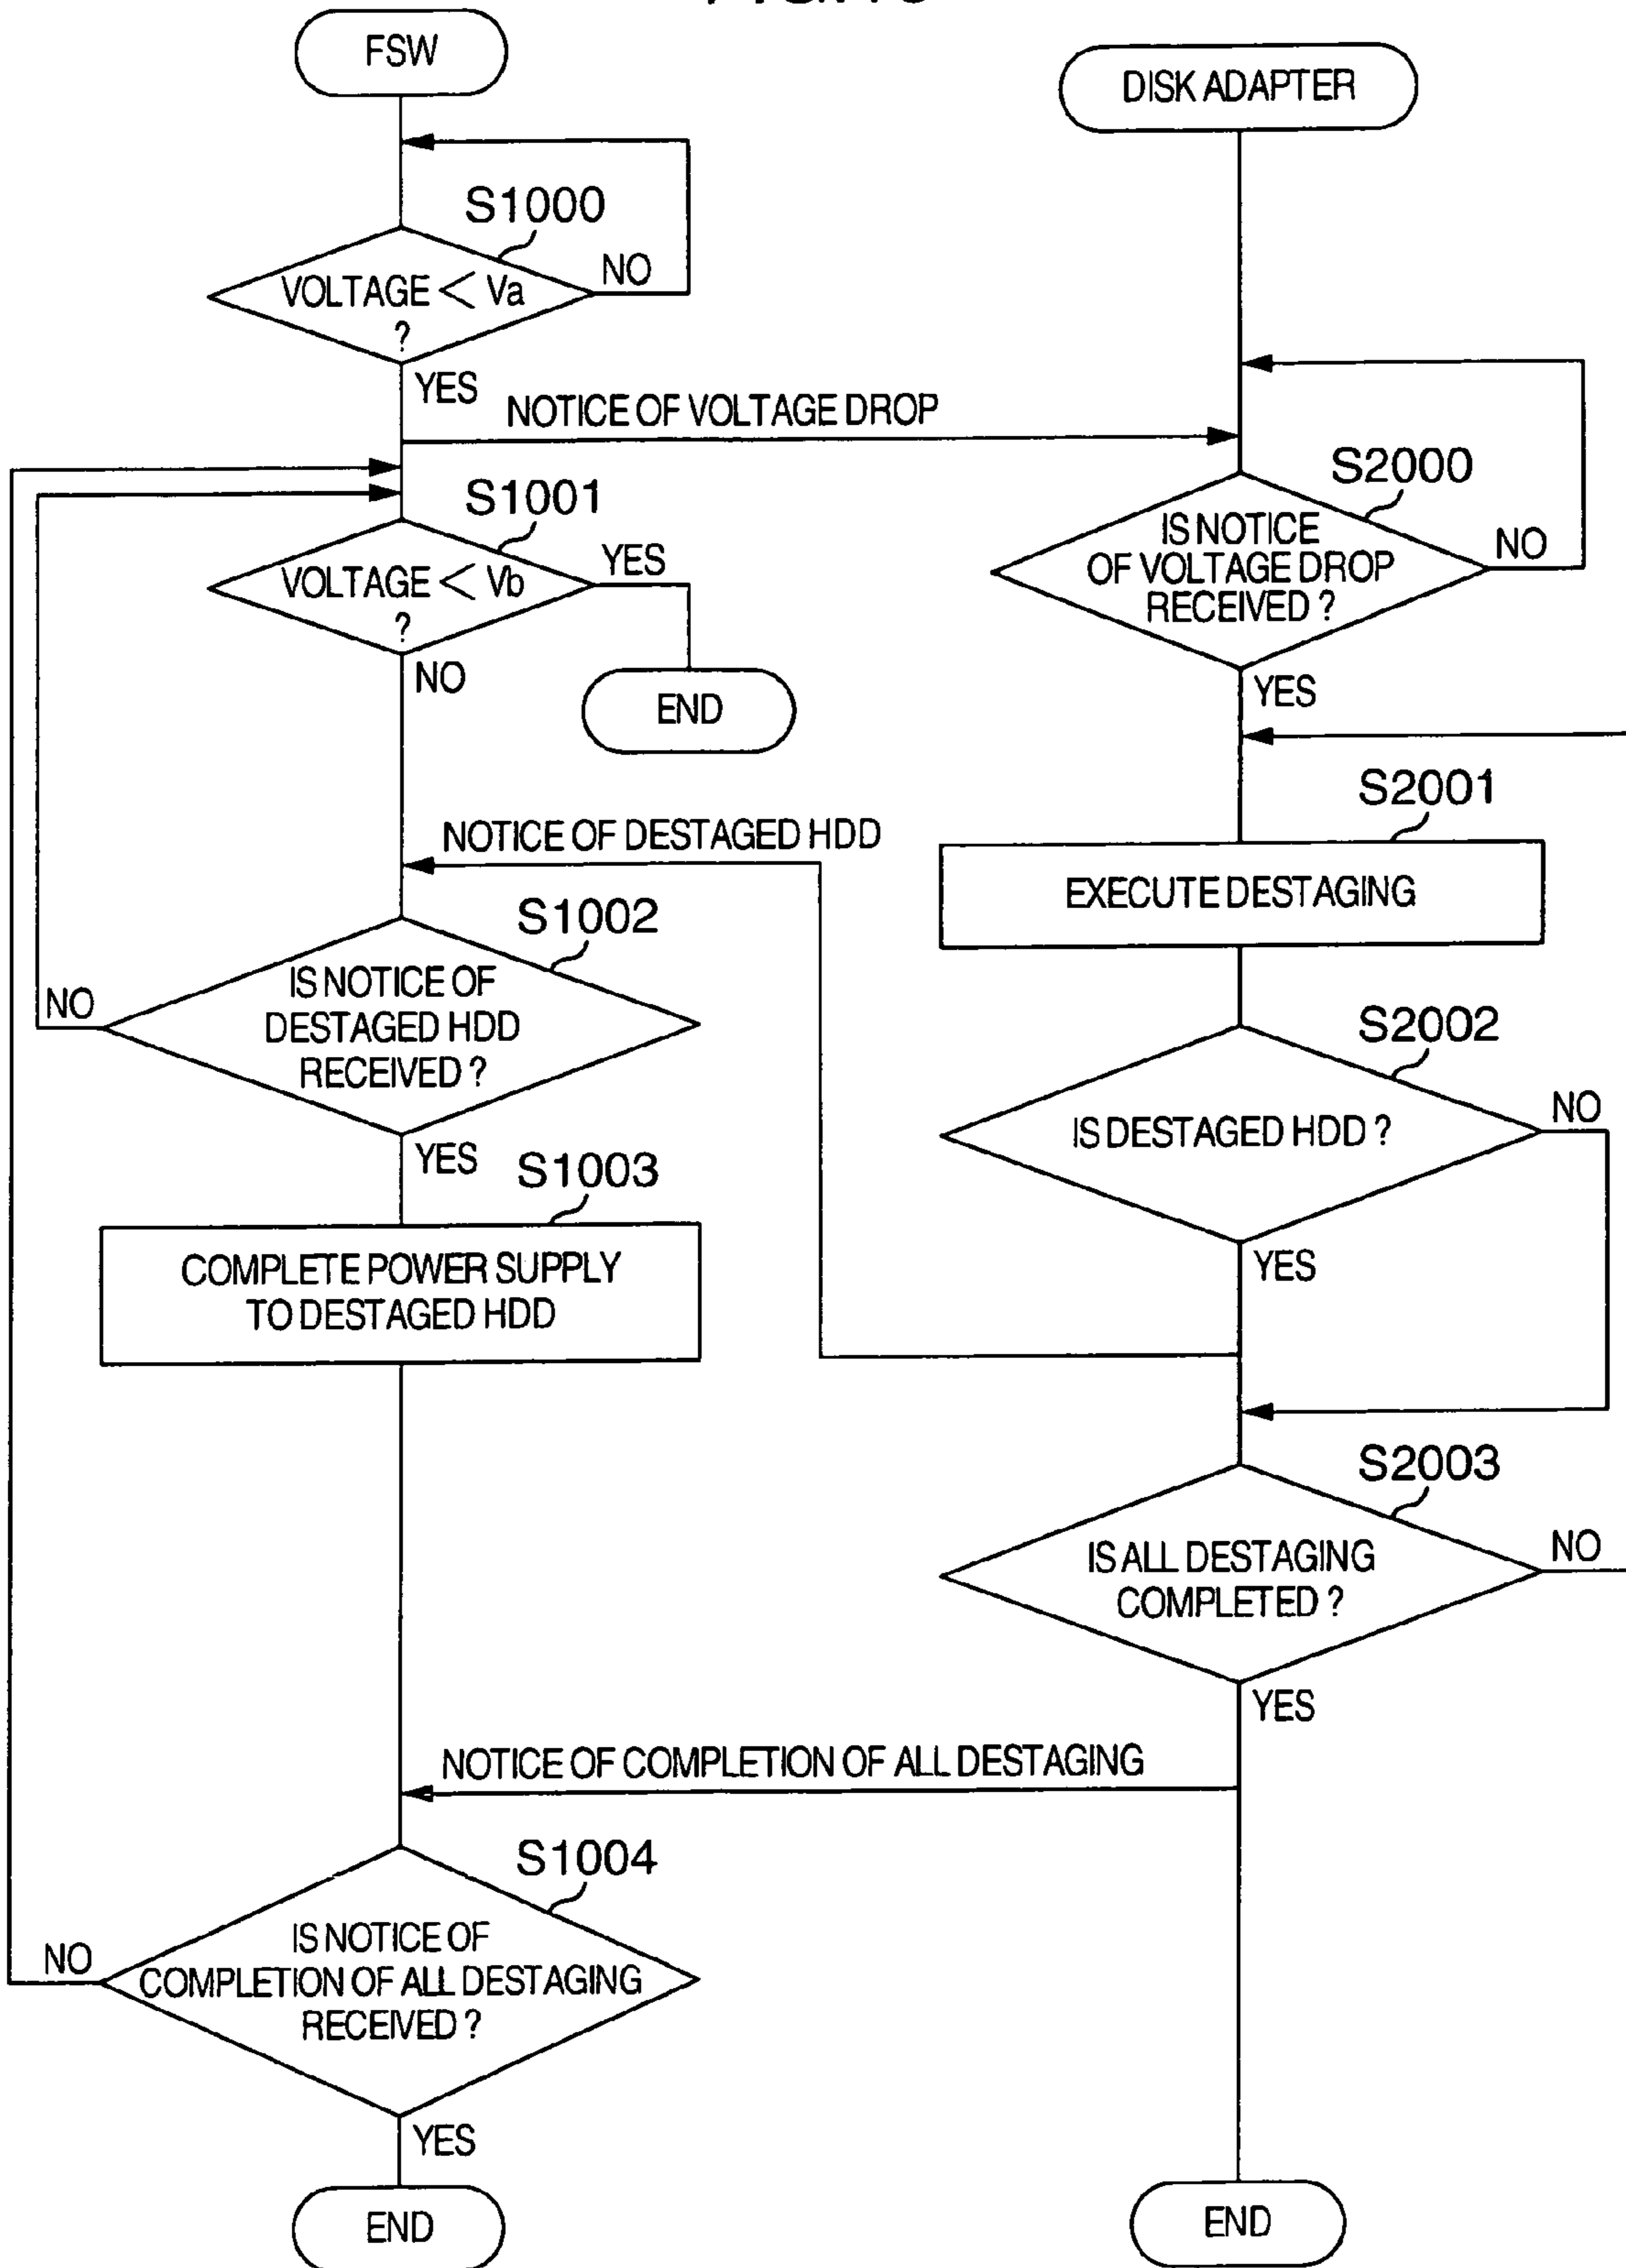 FSW
S1000
VOLTAGE < Va
?
NO
YES
NOTICE OF VOLTAGE DROP
S1001
VOLTAGE < Vb
?
YES
NO
END
NOTICE OF DESTAGED HDD
S1002
IS NOTICE OF
DESTAGED HDD
RECEIVED ?
NO
YES
S1003
COMPLETE POWER SUPPLY
TO DESTAGED HDD
NOTICE OF COMPLETION OF ALL DESTAGING
S1004
IS NOTICE OF
COMPLETION OF ALL DESTAGING
RECEIVED ?
NO
YES
END
DISK ADAPTER
S2000
IS NOTICE
OF VOLTAGE DROP
RECEIVED ?
NO
YES
S2001
EXECUTE DESTAGING
S2002
IS DESTAGED HDD ?
NO
YES
S2003
IS ALL DESTAGING
COMPLETED ?
NO
YES
END